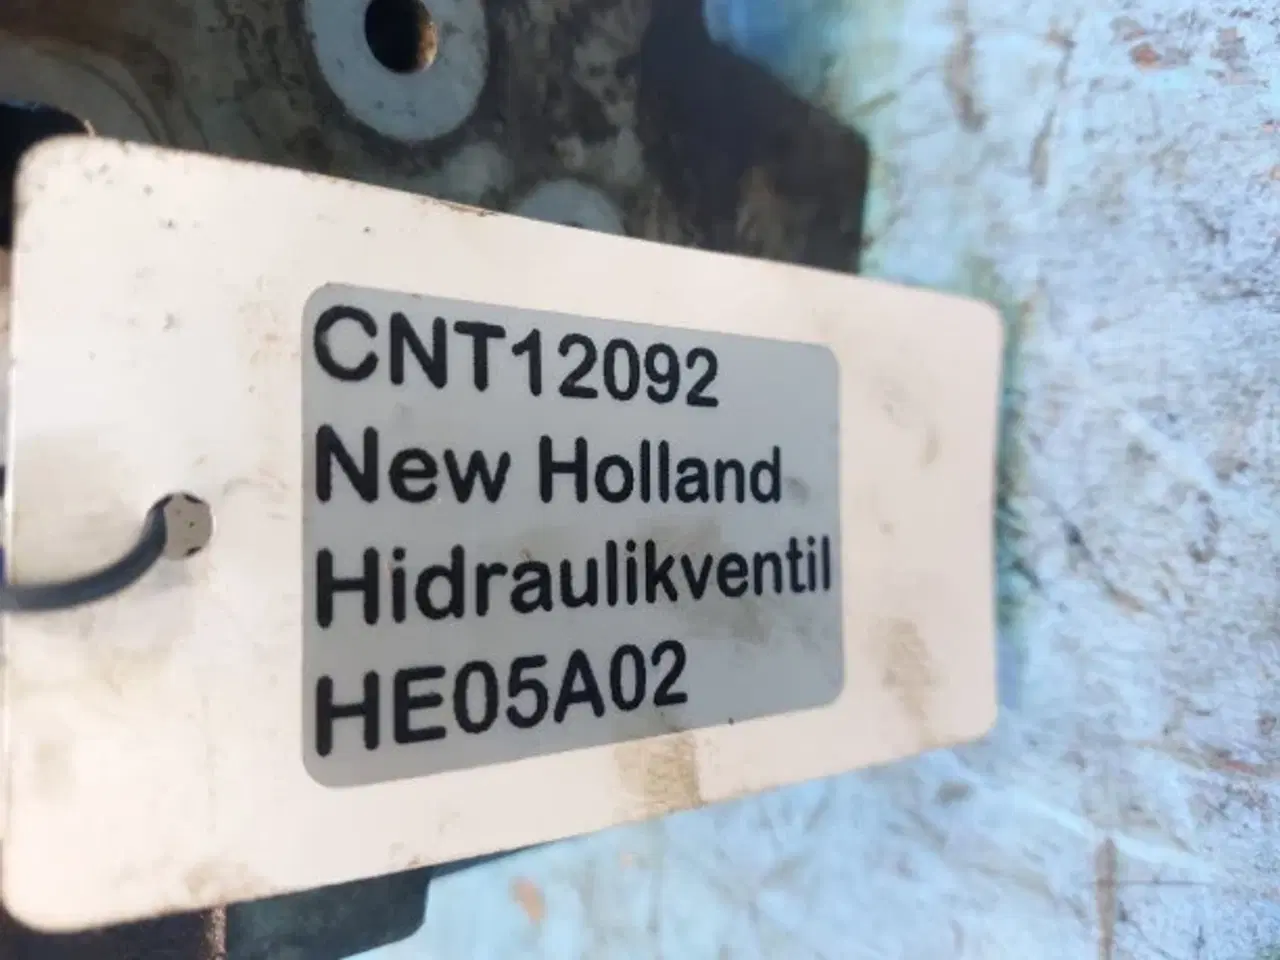 CNT12092
New Holland
Hidraulikventil
HE05A02